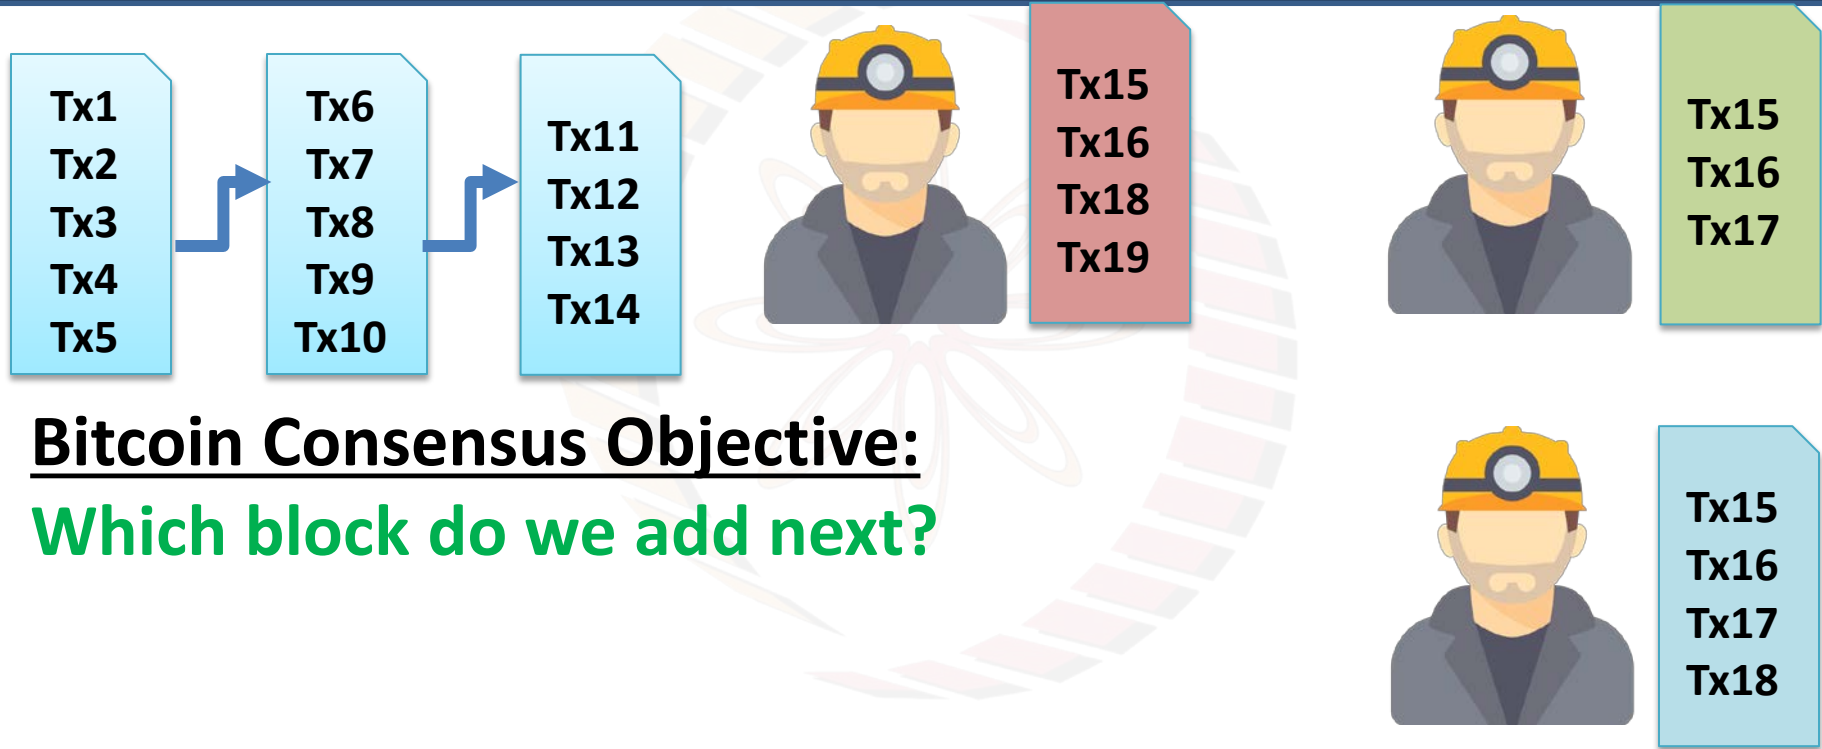 Tx1
Tx2
Tx3
Tx4
Tx5
Tx6
Tx7
Tx8
Tx9
Tx10
Tx11
Tx12
Tx13
Tx14
Tx15
Tx16
Tx18
Tx19
Tx15
Tx16
Tx17
Bitcoin Consensus Objective:
Which block do we add next?
Tx15
Tx16
Tx17
Tx18